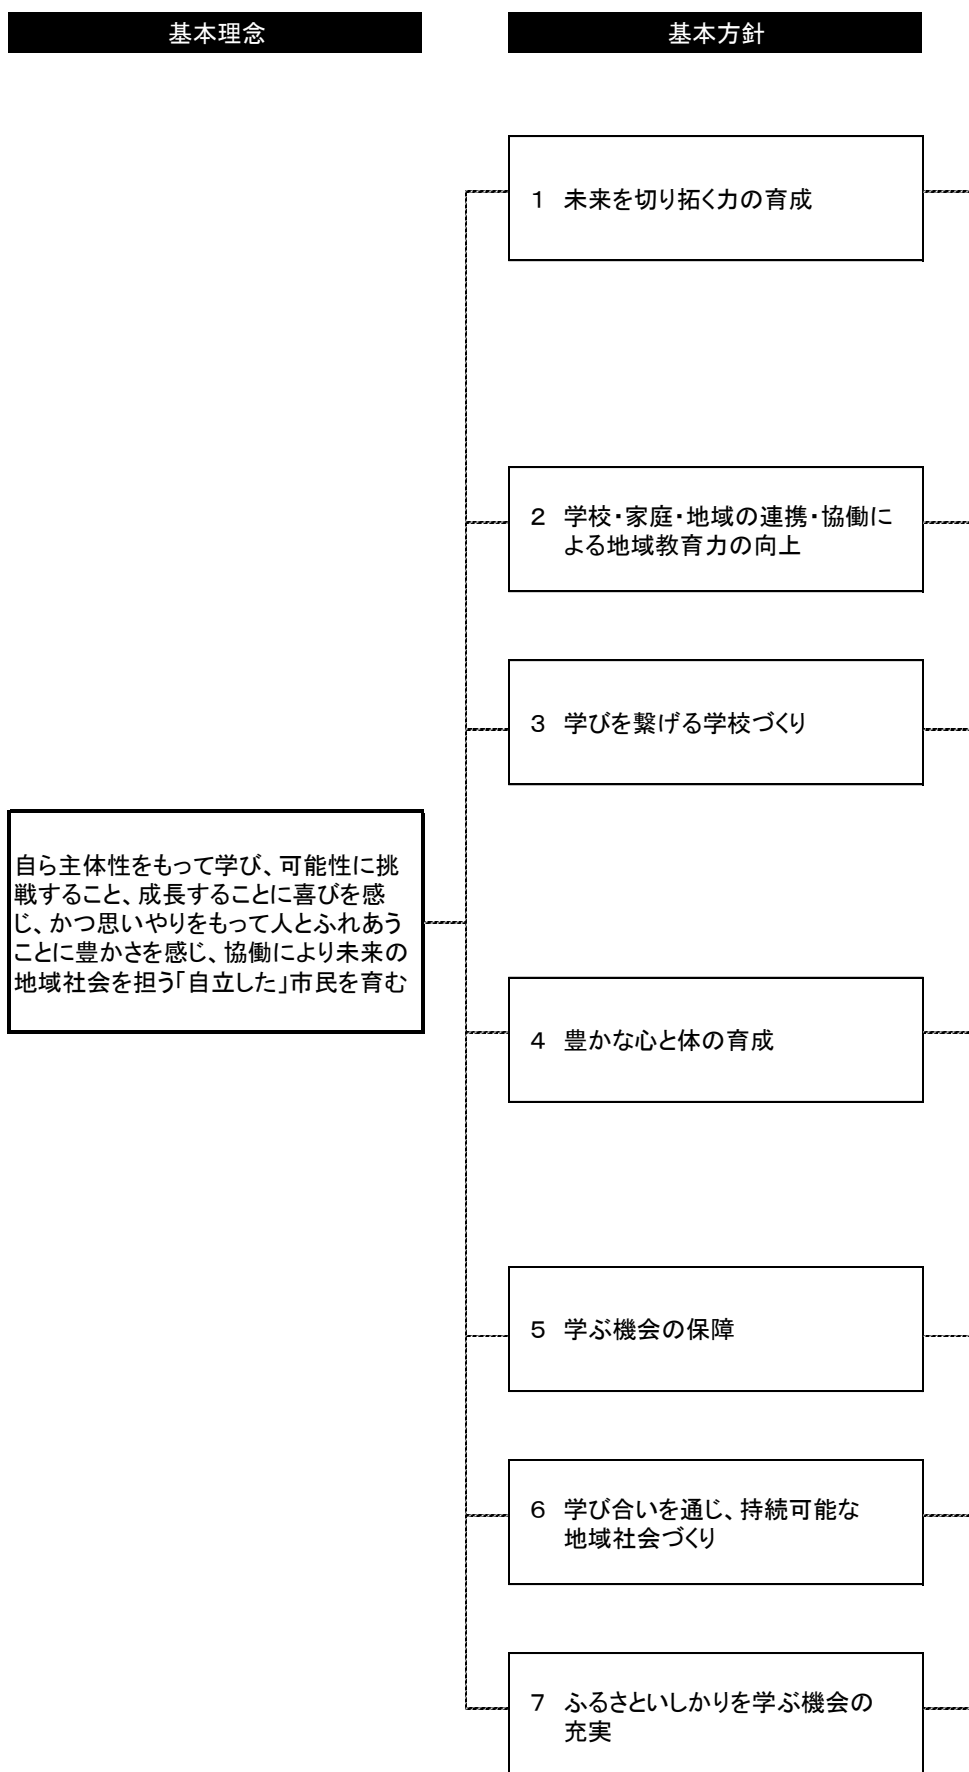 基本理念
基本方針
1 未来を切り拓く力の育成
2 学校・家庭・地域の連携・協働に
よる地域教育力の向上
3 学びを繋げる学校づくり
自ら主体性をもって学び、可能性に挑
戦すること、成長することに喜びを感
じ、かつ思いやりをもって人とふれあう
ことに豊かさを感じ、協働により未来の
地域社会を担う「自立した」市民を育む
4 豊かな心と体の育成
5 学ぶ機会の保障
6 学び合いを通じ、持続可能な
地域社会づくり
7 ふるさといしかりを学ぶ機会の
充実